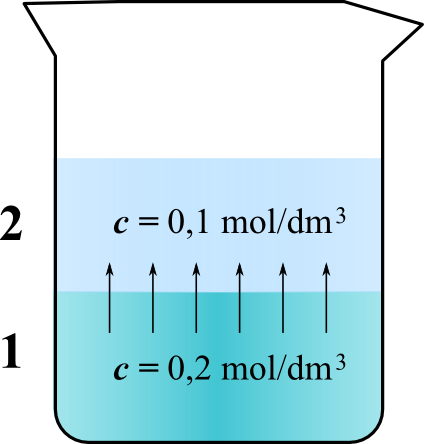 2
c = 0,1 mol/dm³
1
c = 0,2 mol/dm³